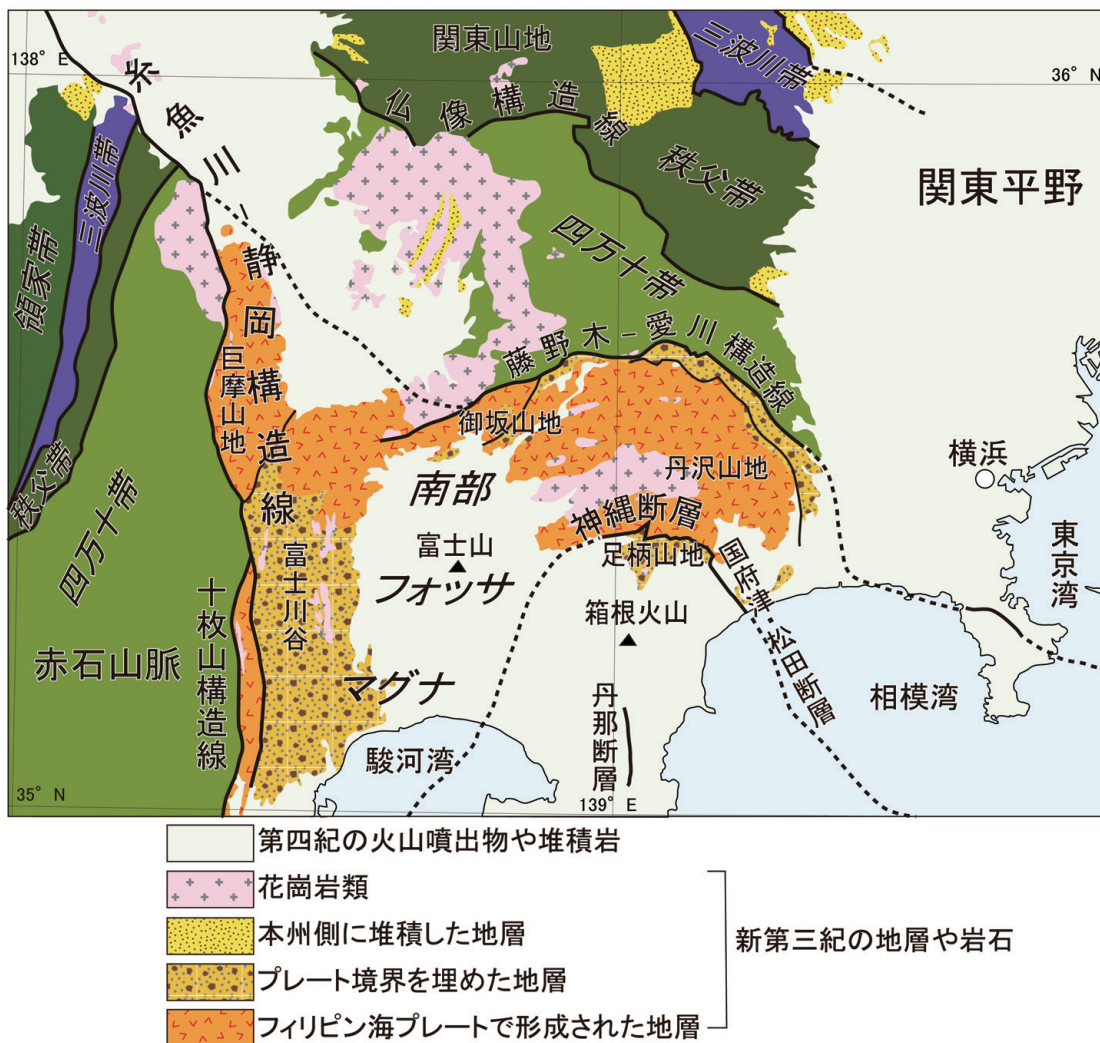 関東山地
三波川帯
138° E
36° N
糸魚川-静岡構造線
仏像構造線
三波川帯
秩父帯
関東平野
領家帯
四万十帯
藤野木-愛川構造線
巨摩山地
御坂山地
丹沢山地
横浜
南部
フォッサ
マグナ
神縄断層
足柄山地
富士山
秩父帯
四万十帯
富士川谷
国府津 松田断層
箱根火山
東京湾
十枚山構造線
赤石山脈
相模湾
丹那断層
駿河湾
35° N
139° E
第四紀の火山噴出物や堆積岩
花崗岩類
本州側に堆積した地層
新第三紀の地層や岩石
プレート境界を埋めた地層
フィリピン海プレートで形成された地層